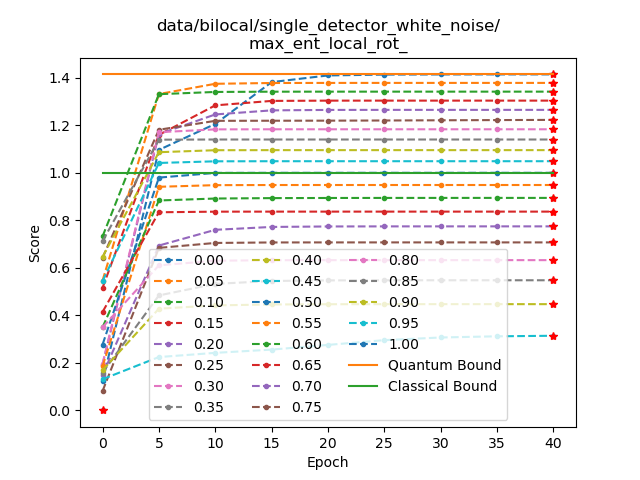 data/bilocal/single_detector_white_noise/
max_ent_local_rot_
Score
1.4
1.2
1.0
0.8
0.6
0.4
0.2
0.0
0.00 0.40 0.80
0.05 0.45 0.85
0.10 0.50 0.90
0.15 0.55 0.95
0.20 0.60 1.00
0.25 0.65 Quantum Bound
0.30 0.70 Classical Bound
0.35 0.75
0 5 10 15 20 25 30 35 40
Epoch